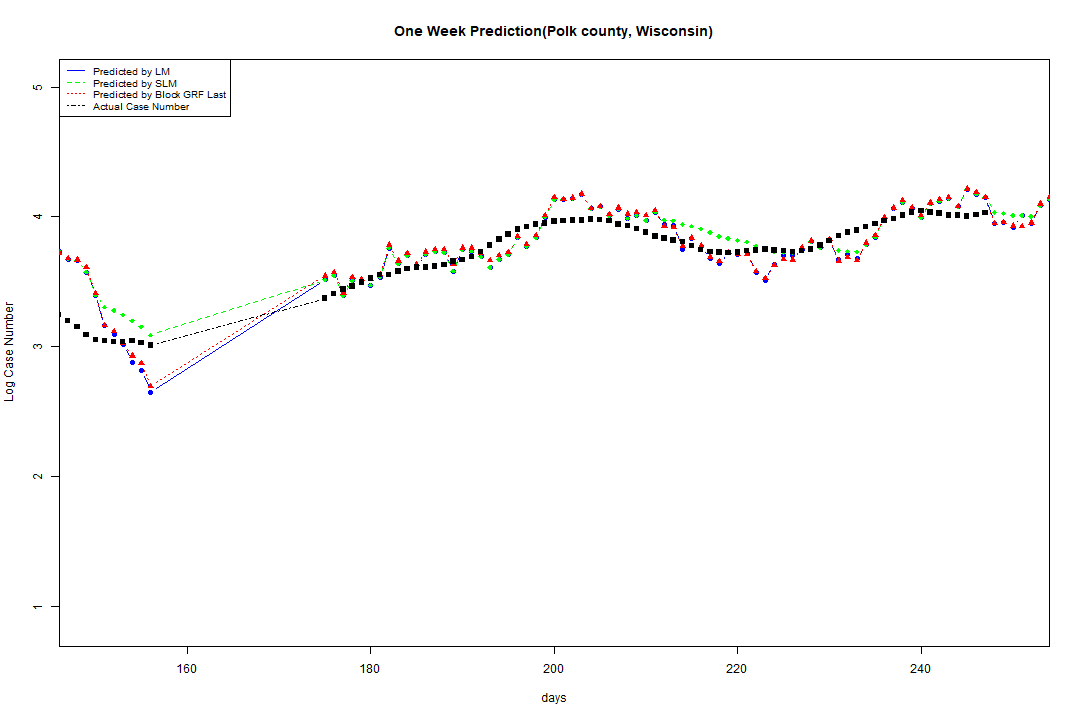 One Week Prediction(Polk county, Wisconsin)
Predicted by LM
Predicted by SLM
Predicted by Block GRF Last
Actual Case Number
5
4
3
2
1
Log Case Number
160 180 200 220 240
days